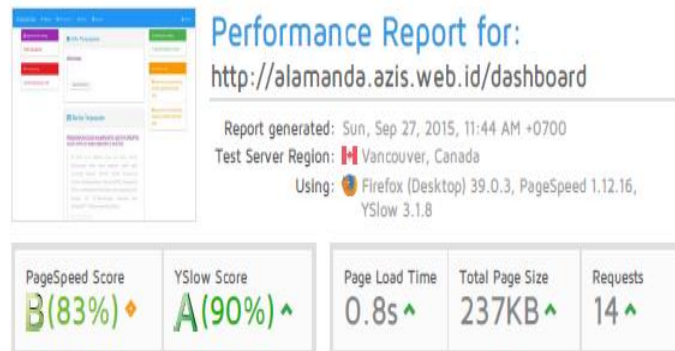 Performance Report for:
http://alamanda.azis.web.id/dashboard
Report generated: Sun, Sep 27, 2015, 11:44 AM +0700
Test Server Region: Vancouver, Canada
Using: Firefox (Desktop) 39.0.3, PageSpeed 1.12.16,
YSlow 3.1.8
PageSpeed Score
B(83%)
YSlow Score
A(90%)
Page Load Time
0.8s
Total Page Size
237KB
Requests
14